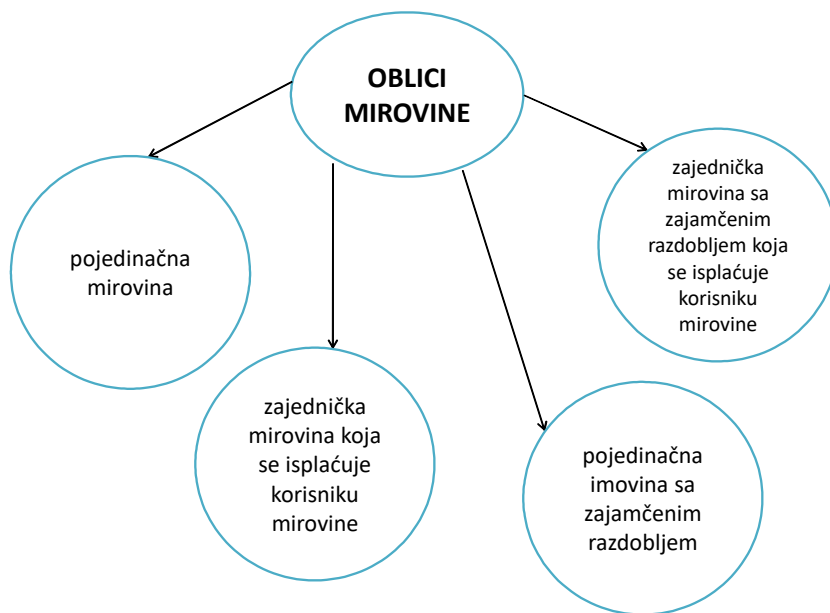 OBLICI
MIROVINE
pojedinačna
mirovina
zajednička
mirovina koja
se isplaćuje
korisniku
mirovine
pojedinačna
imovina sa
zajamčenim
razdobljem
zajednička
mirovina sa
zajamčenim
razdobljem koja
se isplaćuje
korisniku
mirovine